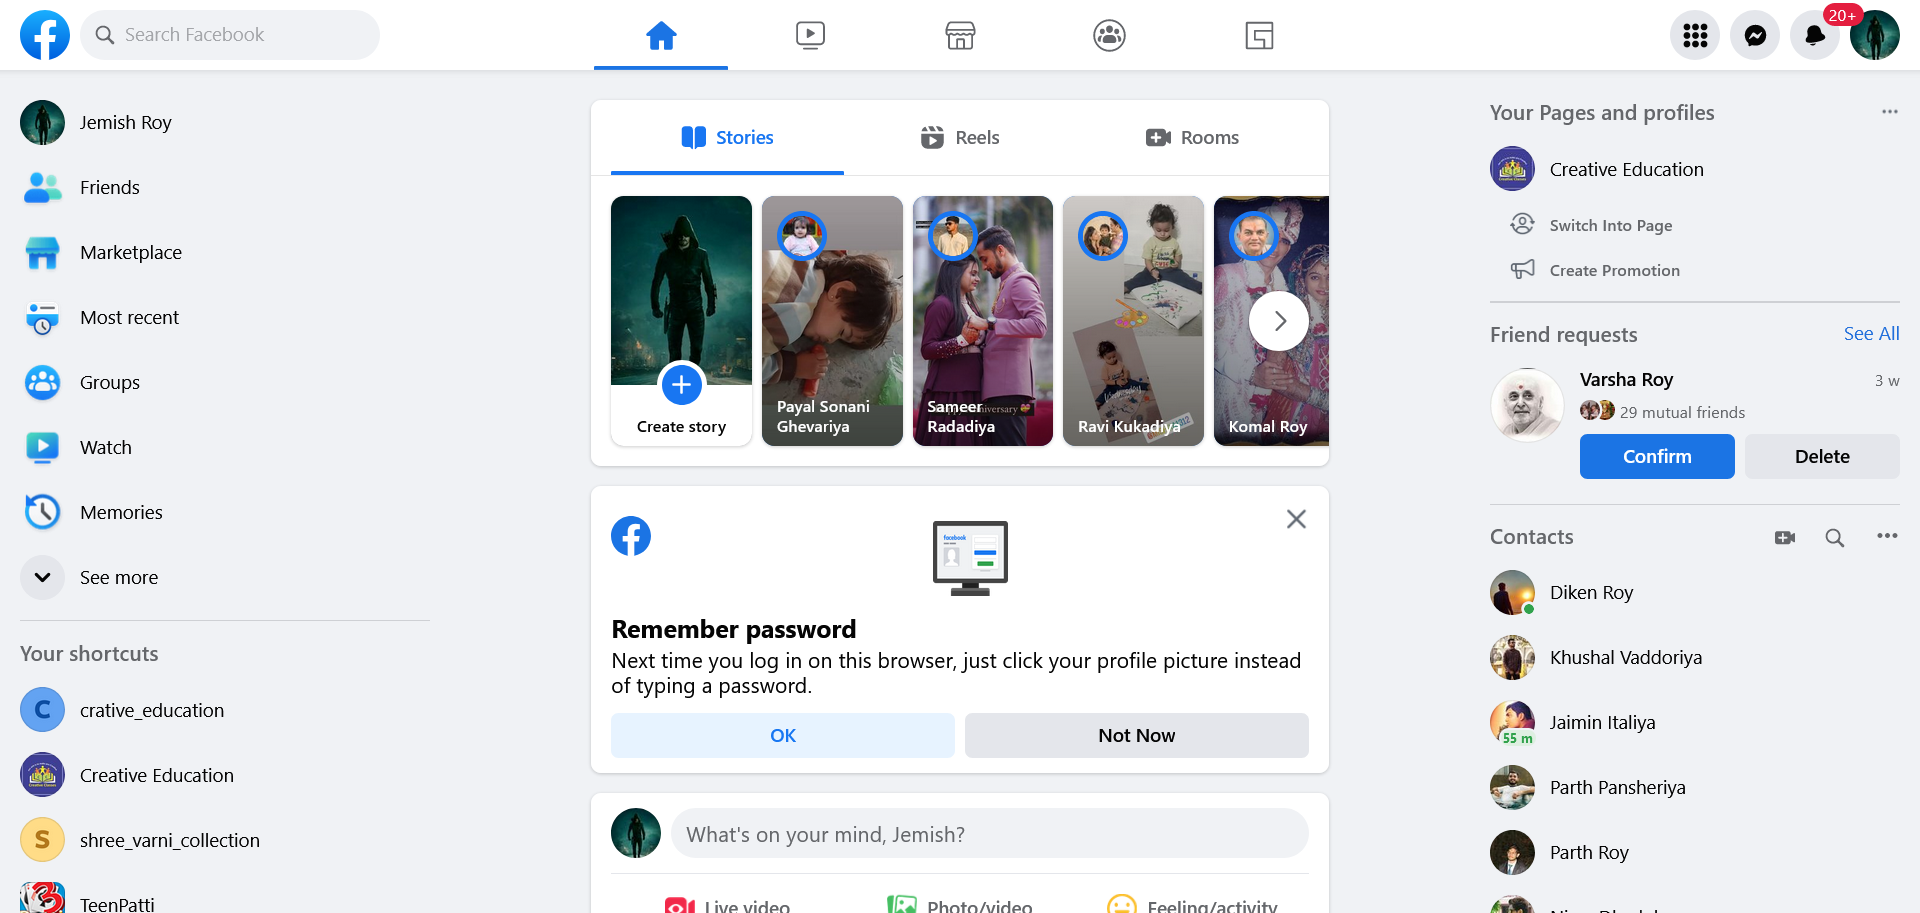 Search Facebook
20+
Jemish Roy
Friends
Marketplace
Most recent
Groups
Watch
Memories
See more
Your shortcuts
C
crative_education
Creative Education
S
shree_varni_collection
TeenPatti
Stories
Reels
Rooms
Create story
Payal Sonani
Ghevariya
Sameer
Radadiya
Ravi Kukadiya
Komal Roy
facebook
Remember password
Next time you log in on this browser, just click your profile picture instead
of typing a password.
OK
Not Now
What's on your mind, Jemish?
Live video
Photo/video
Feeling/activity
Your Pages and profiles
Creative Education
Switch Into Page
Create Promotion
Friend requests
See All
Varsha Roy
3 w
29 mutual friends
Confirm
Delete
Contacts
Diken Roy
Khushal Vaddoriya
Jaimin Italiya
55 m
Parth Pansheriya
Parth Roy